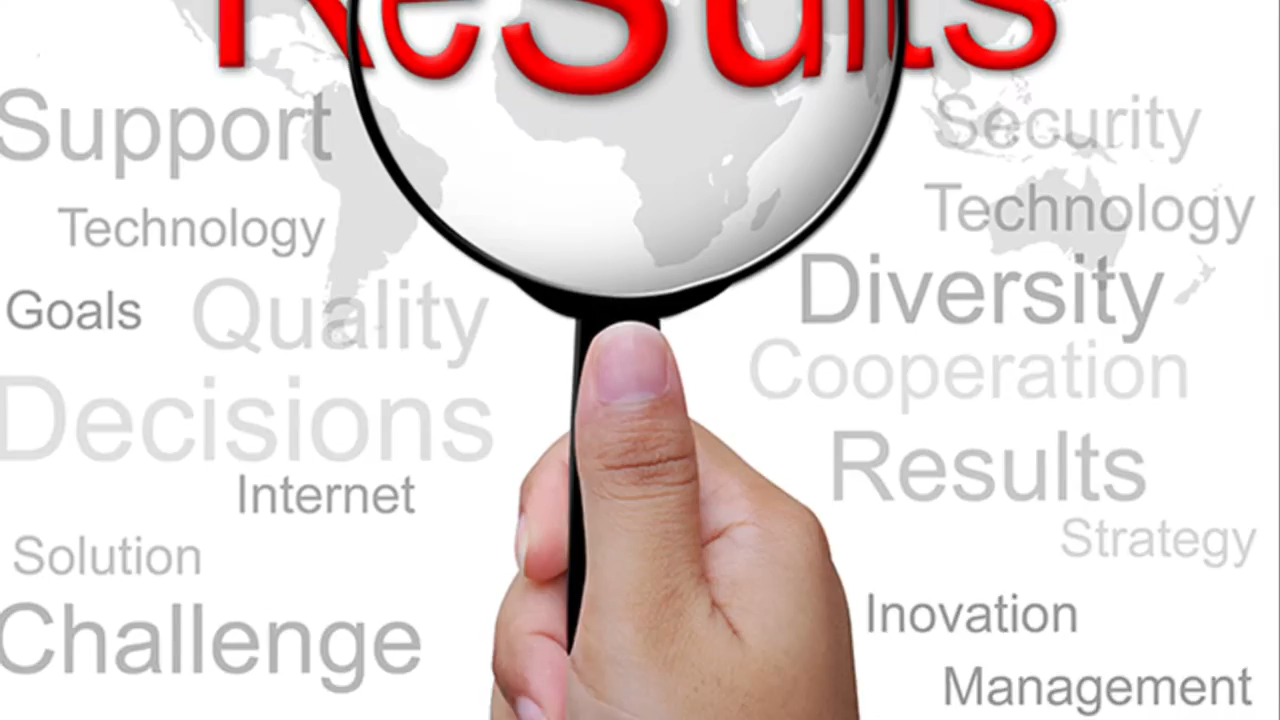 Results
Support
Technology
Goals
Quality
Decisions
Internet
Solution
Challenge
Security
Technology
Diversity
Cooperation
Results
Strategy
Inovation
Management